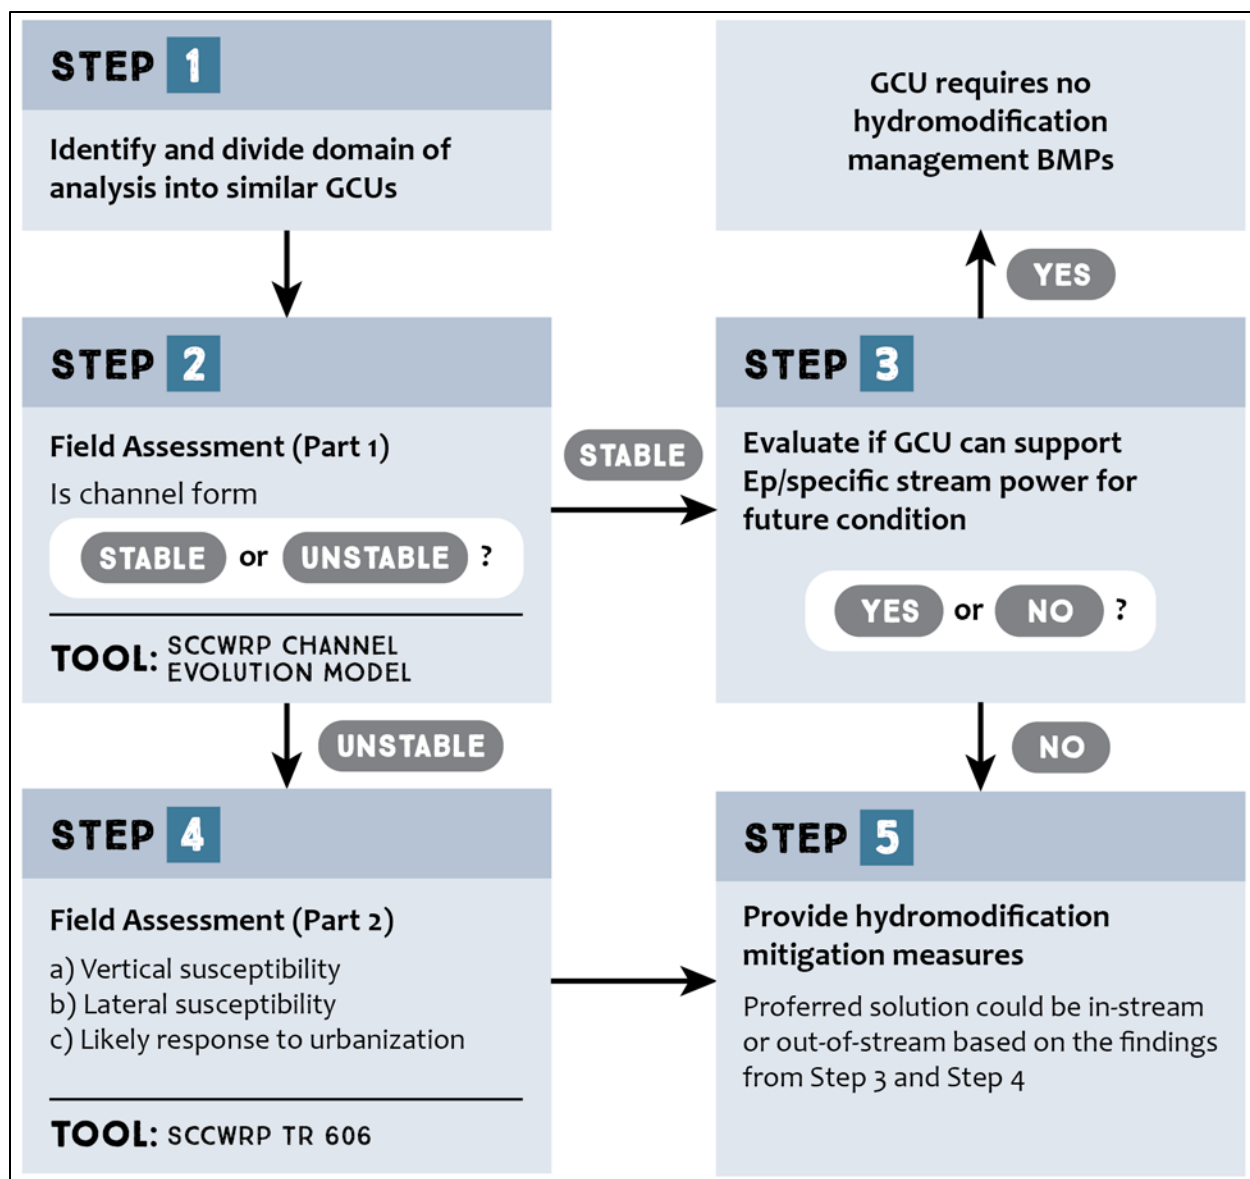 STEP 1
Identify and divide domain of
analysis into similar GCUs
GCU requires no
hydromodification
management BMPs
YES
STEP 2
Field Assessment (Part 1)
Is channel form
STABLE or UNSTABLE ?
TOOL: SCCWRP CHANNEL
EVOLUTION MODEL
STABLE
STEP 3
Evaluate if GCU can support
Ep/specific stream power for
future condition
YES or NO ?
UNSTABLE
NO
STEP 4
Field Assessment (Part 2)
a) Vertical susceptibility
b) Lateral susceptibility
c) Likely response to urbanization
TOOL: SCCWRP TR 606
STEP 5
Provide hydromodification
mitigation measures
Proferred solution could be in-stream
or out-of-stream based on the findings
from Step 3 and Step 4